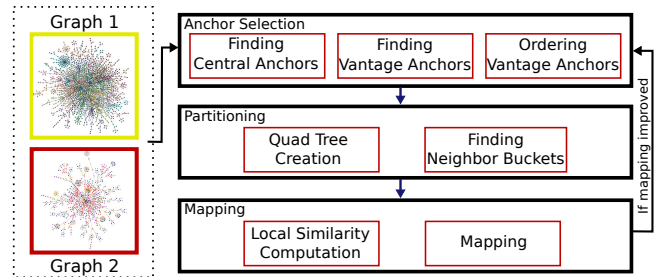 Graph 1
Graph 2
Anchor Selection
Finding
Central Anchors
Finding
Vantage Anchors
Ordering
Vantage Anchors
Partitioning
Quad Tree
Creation
Finding
Neighbor Buckets
Mapping
Local Similarity
Computation
Mapping
If mapping improved